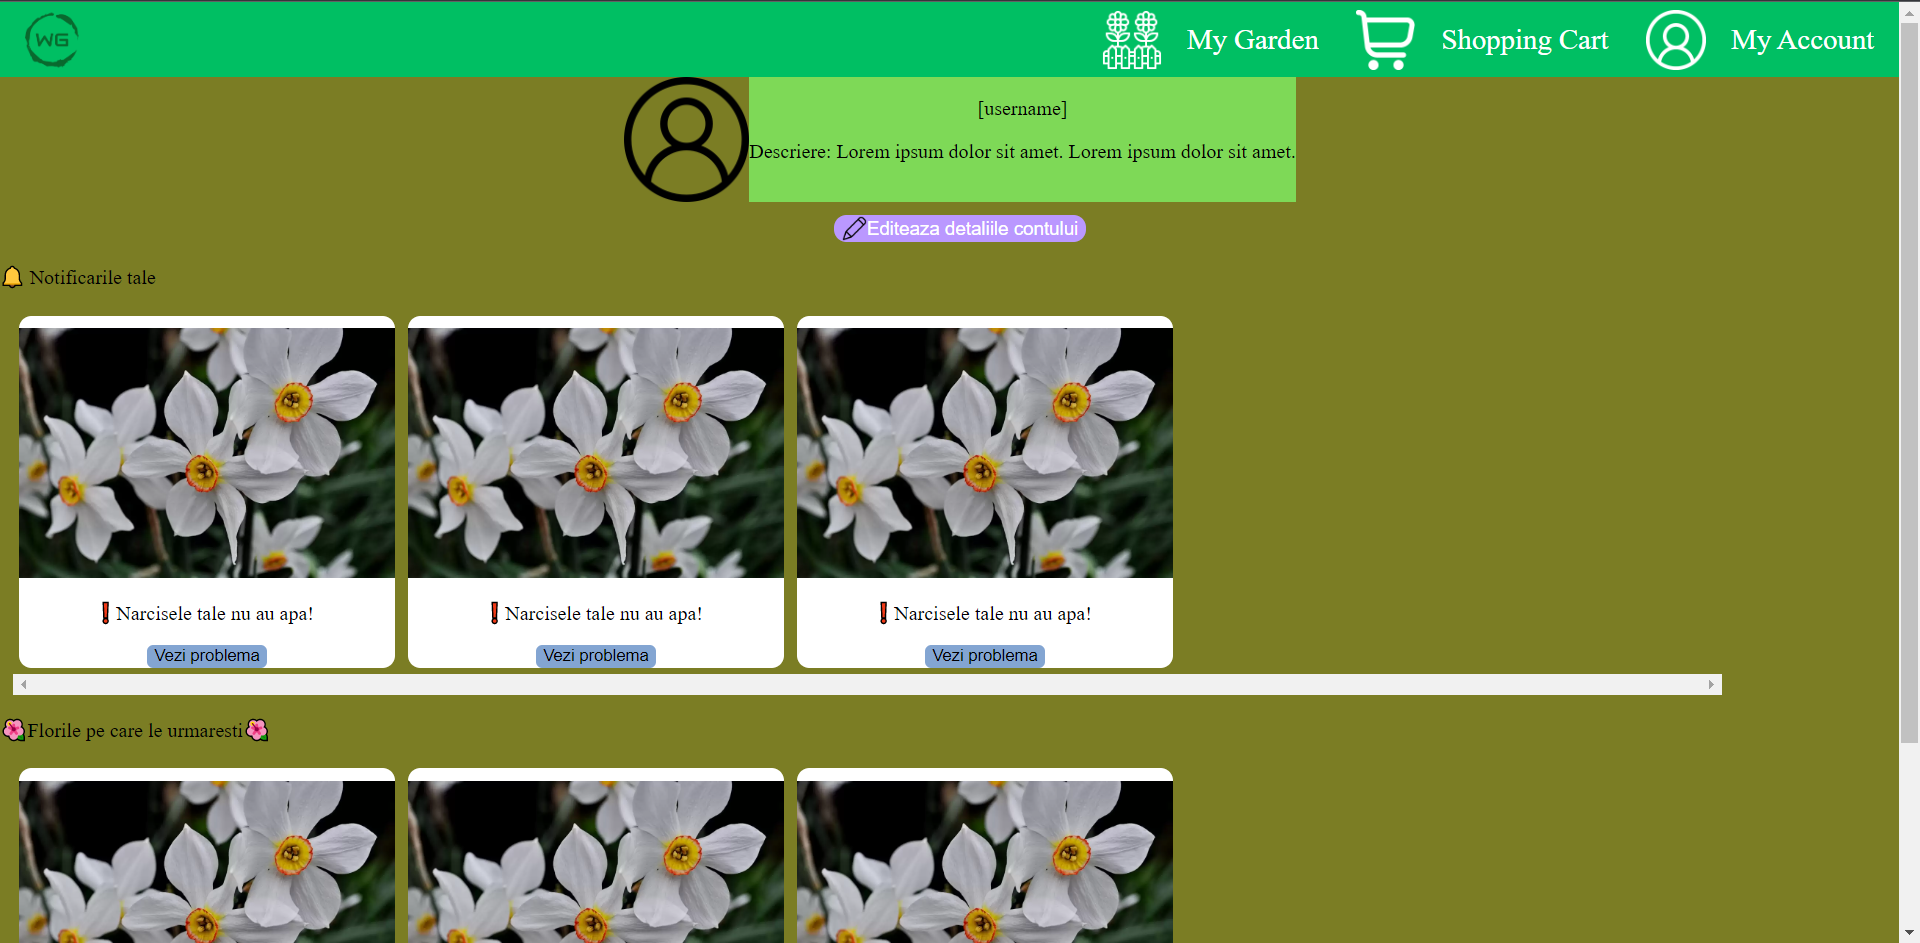 WG
My Garden
Shopping Cart
My Account
[username]
Descriere: Lorem ipsum dolor sit amet. Lorem ipsum dolor sit amet.
Editeaza detaliile contului
🔔 Notificarile tale
❗Narcisele tale nu au apa!
Vezi problema
❗Narcisele tale nu au apa!
Vezi problema
❗Narcisele tale nu au apa!
Vezi problema
🌺Florile pe care le urmaresti🌺